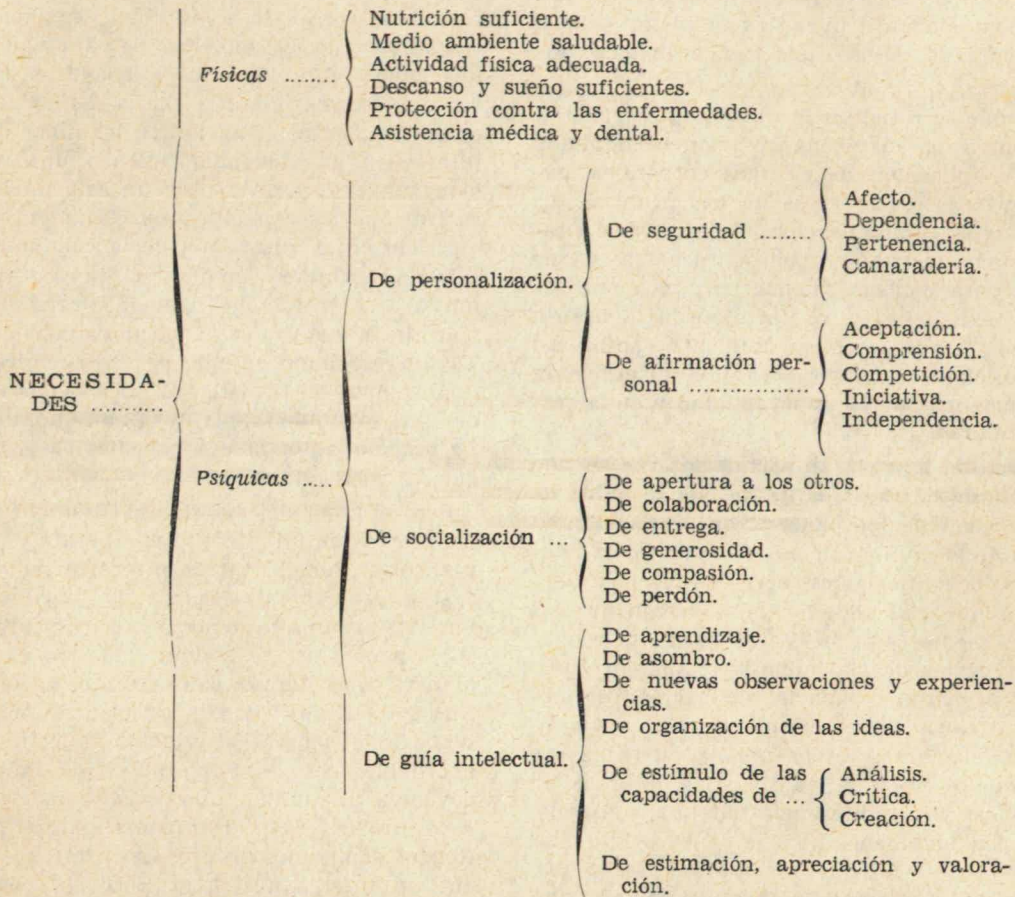 Nutrición suficiente.
Medio ambiente saludable.
Físicas ........
Actividad física adecuada.
Descanso y sueño suficientes.
Protección contra las enfermedades.
Asistencia médica y dental.
De personalización.
De seguridad ........
Afecto.
Dependencia.
Pertenencia.
Camaradería.
De afirmación per-
sonal ..................
Aceptación.
Comprensión.
Competición.
Iniciativa.
Independencia.
NECESIDA-
DES ...........
Psíquicas .....
De socialización ...
De apertura a los otros.
De colaboración.
De entrega.
De generosidad.
De compasión.
De perdón.
De guía intelectual.
De aprendizaje.
De asombro.
De nuevas observaciones y experien-
cias.
De organización de las ideas.
De estímulo de las
capacidades de ...
Análisis.
Crítica.
Creación.
De estimación, apreciación y valora-
ción.